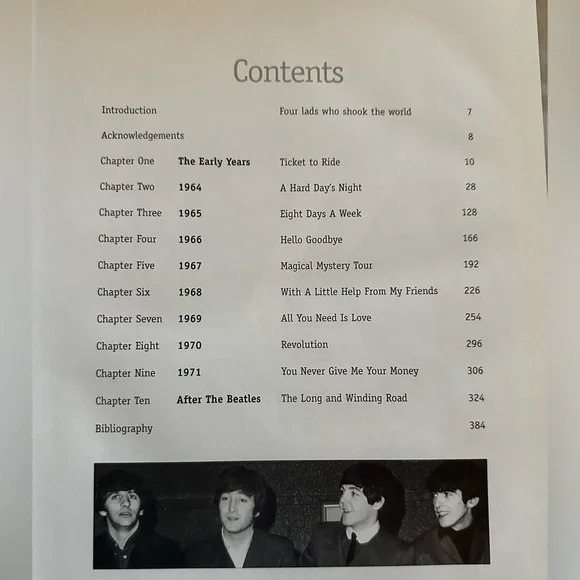 Contents
Introduction Four lads who shook the world 7
Acknowledgements 8
Chapter One The Early Years Ticket to Ride 10
Chapter Two 1964 A Hard Day's Night 28
Chapter Three 1965 Eight Days A Week 128
Chapter Four 1966 Hello Goodbye 166
Chapter Five 1967 Magical Mystery Tour 192
Chapter Six 1968 With A Little Help From My Friends 226
Chapter Seven 1969 All You Need Is Love 254
Chapter Eight 1970 Revolution 296
Chapter Nine 1971 You Never Give Me Your Money 306
Chapter Ten After The Beatles The Long and Winding Road 324
Bibliography 384